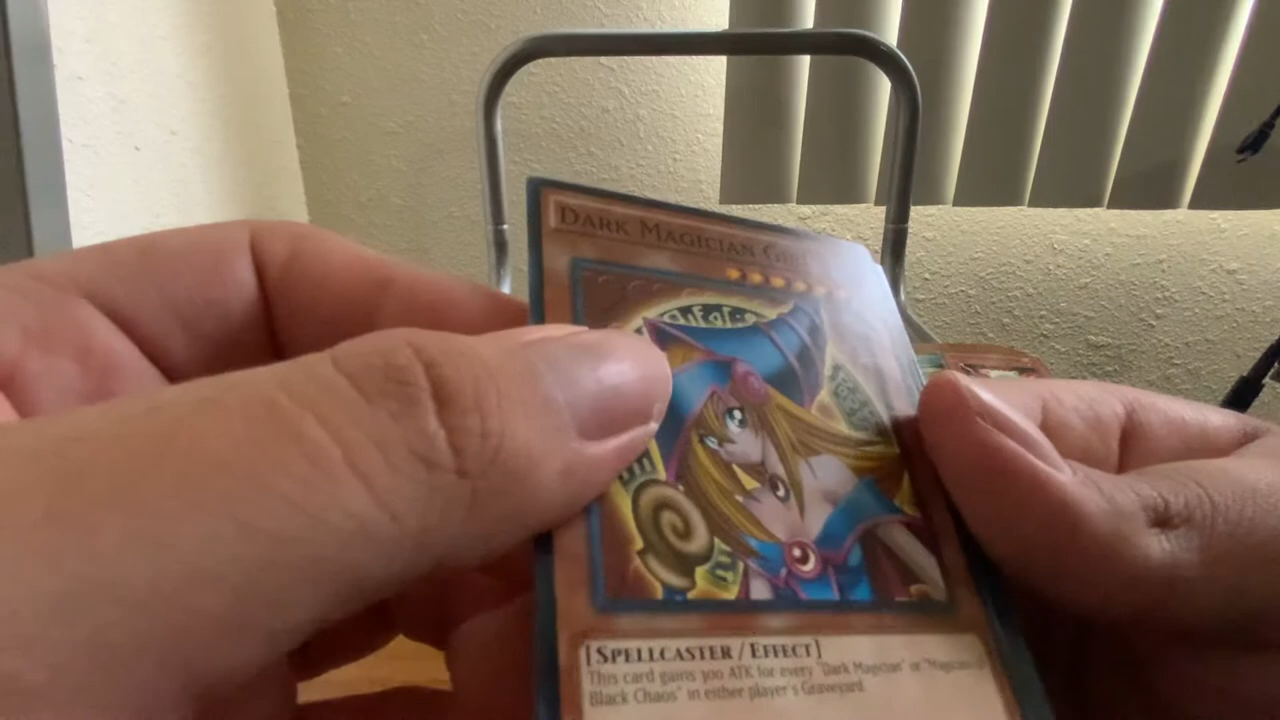 DARK MAGICIAN GIRL
[SPELLCASTER / EFFECT]
This card gains 300 ATK for every "Dark Magician" or "Magician of
Black Chaos" in either player's Graveyard.